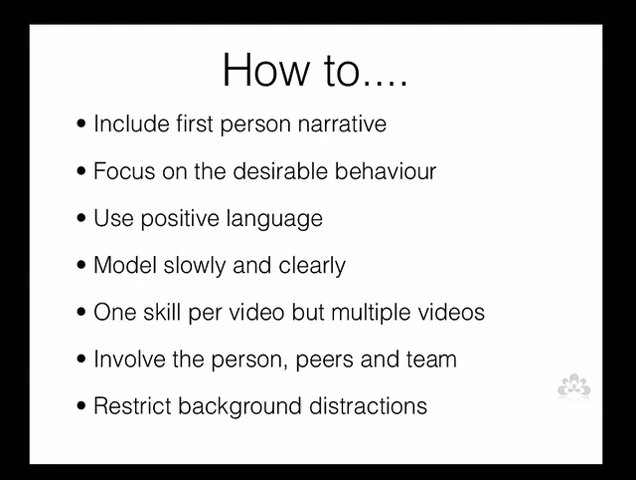 How to....
• Include first person narrative
• Focus on the desirable behaviour
• Use positive language
• Model slowly and clearly
• One skill per video but multiple videos
• Involve the person, peers and team
• Restrict background distractions